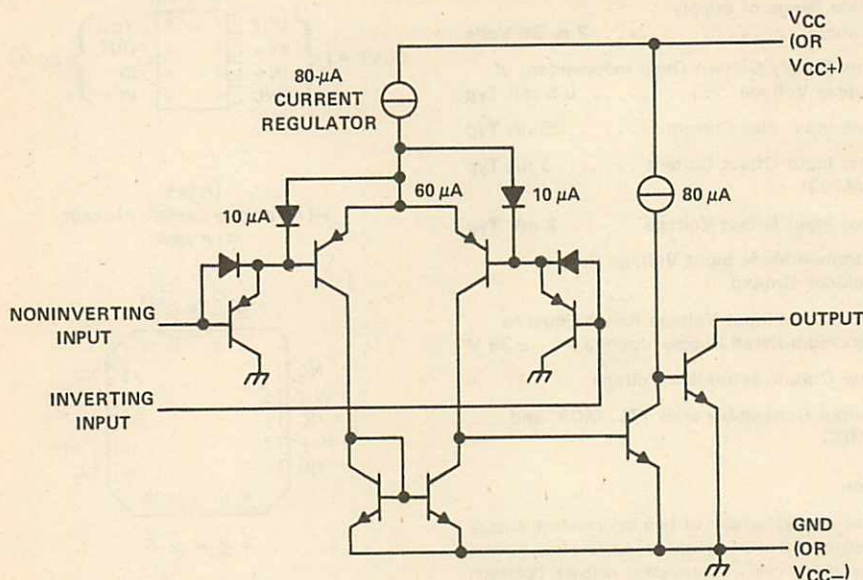 VCC
(OR
VCC+)
80-μA
CURRENT
REGULATOR
10 μA
60 μA
10 μA
80 μA
NONINVERTING
INPUT
OUTPUT
INVERTING
INPUT
GND
(OR
VCC−)